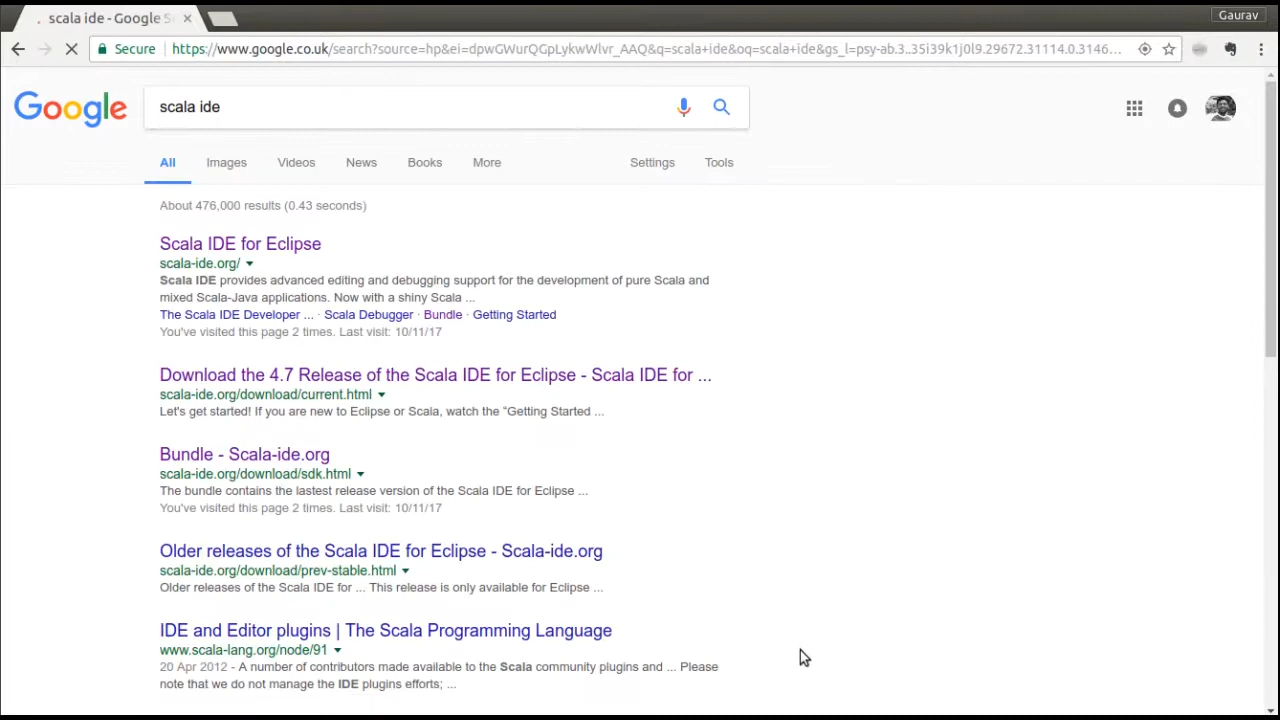 scala ide - Google S
Gaurav
Secure https://www.google.co.uk/search?source=hp&ei=dpwGWurQGPLykwWlvr_AAQ&q=scala+ide&oq=scala+ide&gs_l=psy-ab.3..35i39k1j0l9.29672.31114.0.3146...
Google scala ide
All Images Videos News Books More Settings Tools
About 476,000 results (0.43 seconds)
Scala IDE for Eclipse
scala-ide.org/
Scala IDE provides advanced editing and debugging support for the development of pure Scala and
mixed Scala-Java applications. Now with a shiny Scala ...
The Scala IDE Developer ... · Scala Debugger · Bundle · Getting Started
You've visited this page 2 times. Last visit: 10/11/17
Download the 4.7 Release of the Scala IDE for Eclipse - Scala IDE for ...
scala-ide.org/download/current.html
Let's get started! If you are new to Eclipse or Scala, watch the "Getting Started ...
Bundle - Scala-ide.org
scala-ide.org/download/sdk.html
The bundle contains the lastest release version of the Scala IDE for Eclipse ...
You've visited this page 2 times. Last visit: 10/11/17
Older releases of the Scala IDE for Eclipse - Scala-ide.org
scala-ide.org/download/prev-stable.html
Older releases of the Scala IDE for ... This release is only available for Eclipse ...
IDE and Editor plugins | The Scala Programming Language
www.scala-lang.org/node/91
20 Apr 2012 - A number of contributors made available to the Scala community plugins and ... Please
note that we do not manage the IDE plugins efforts; ...